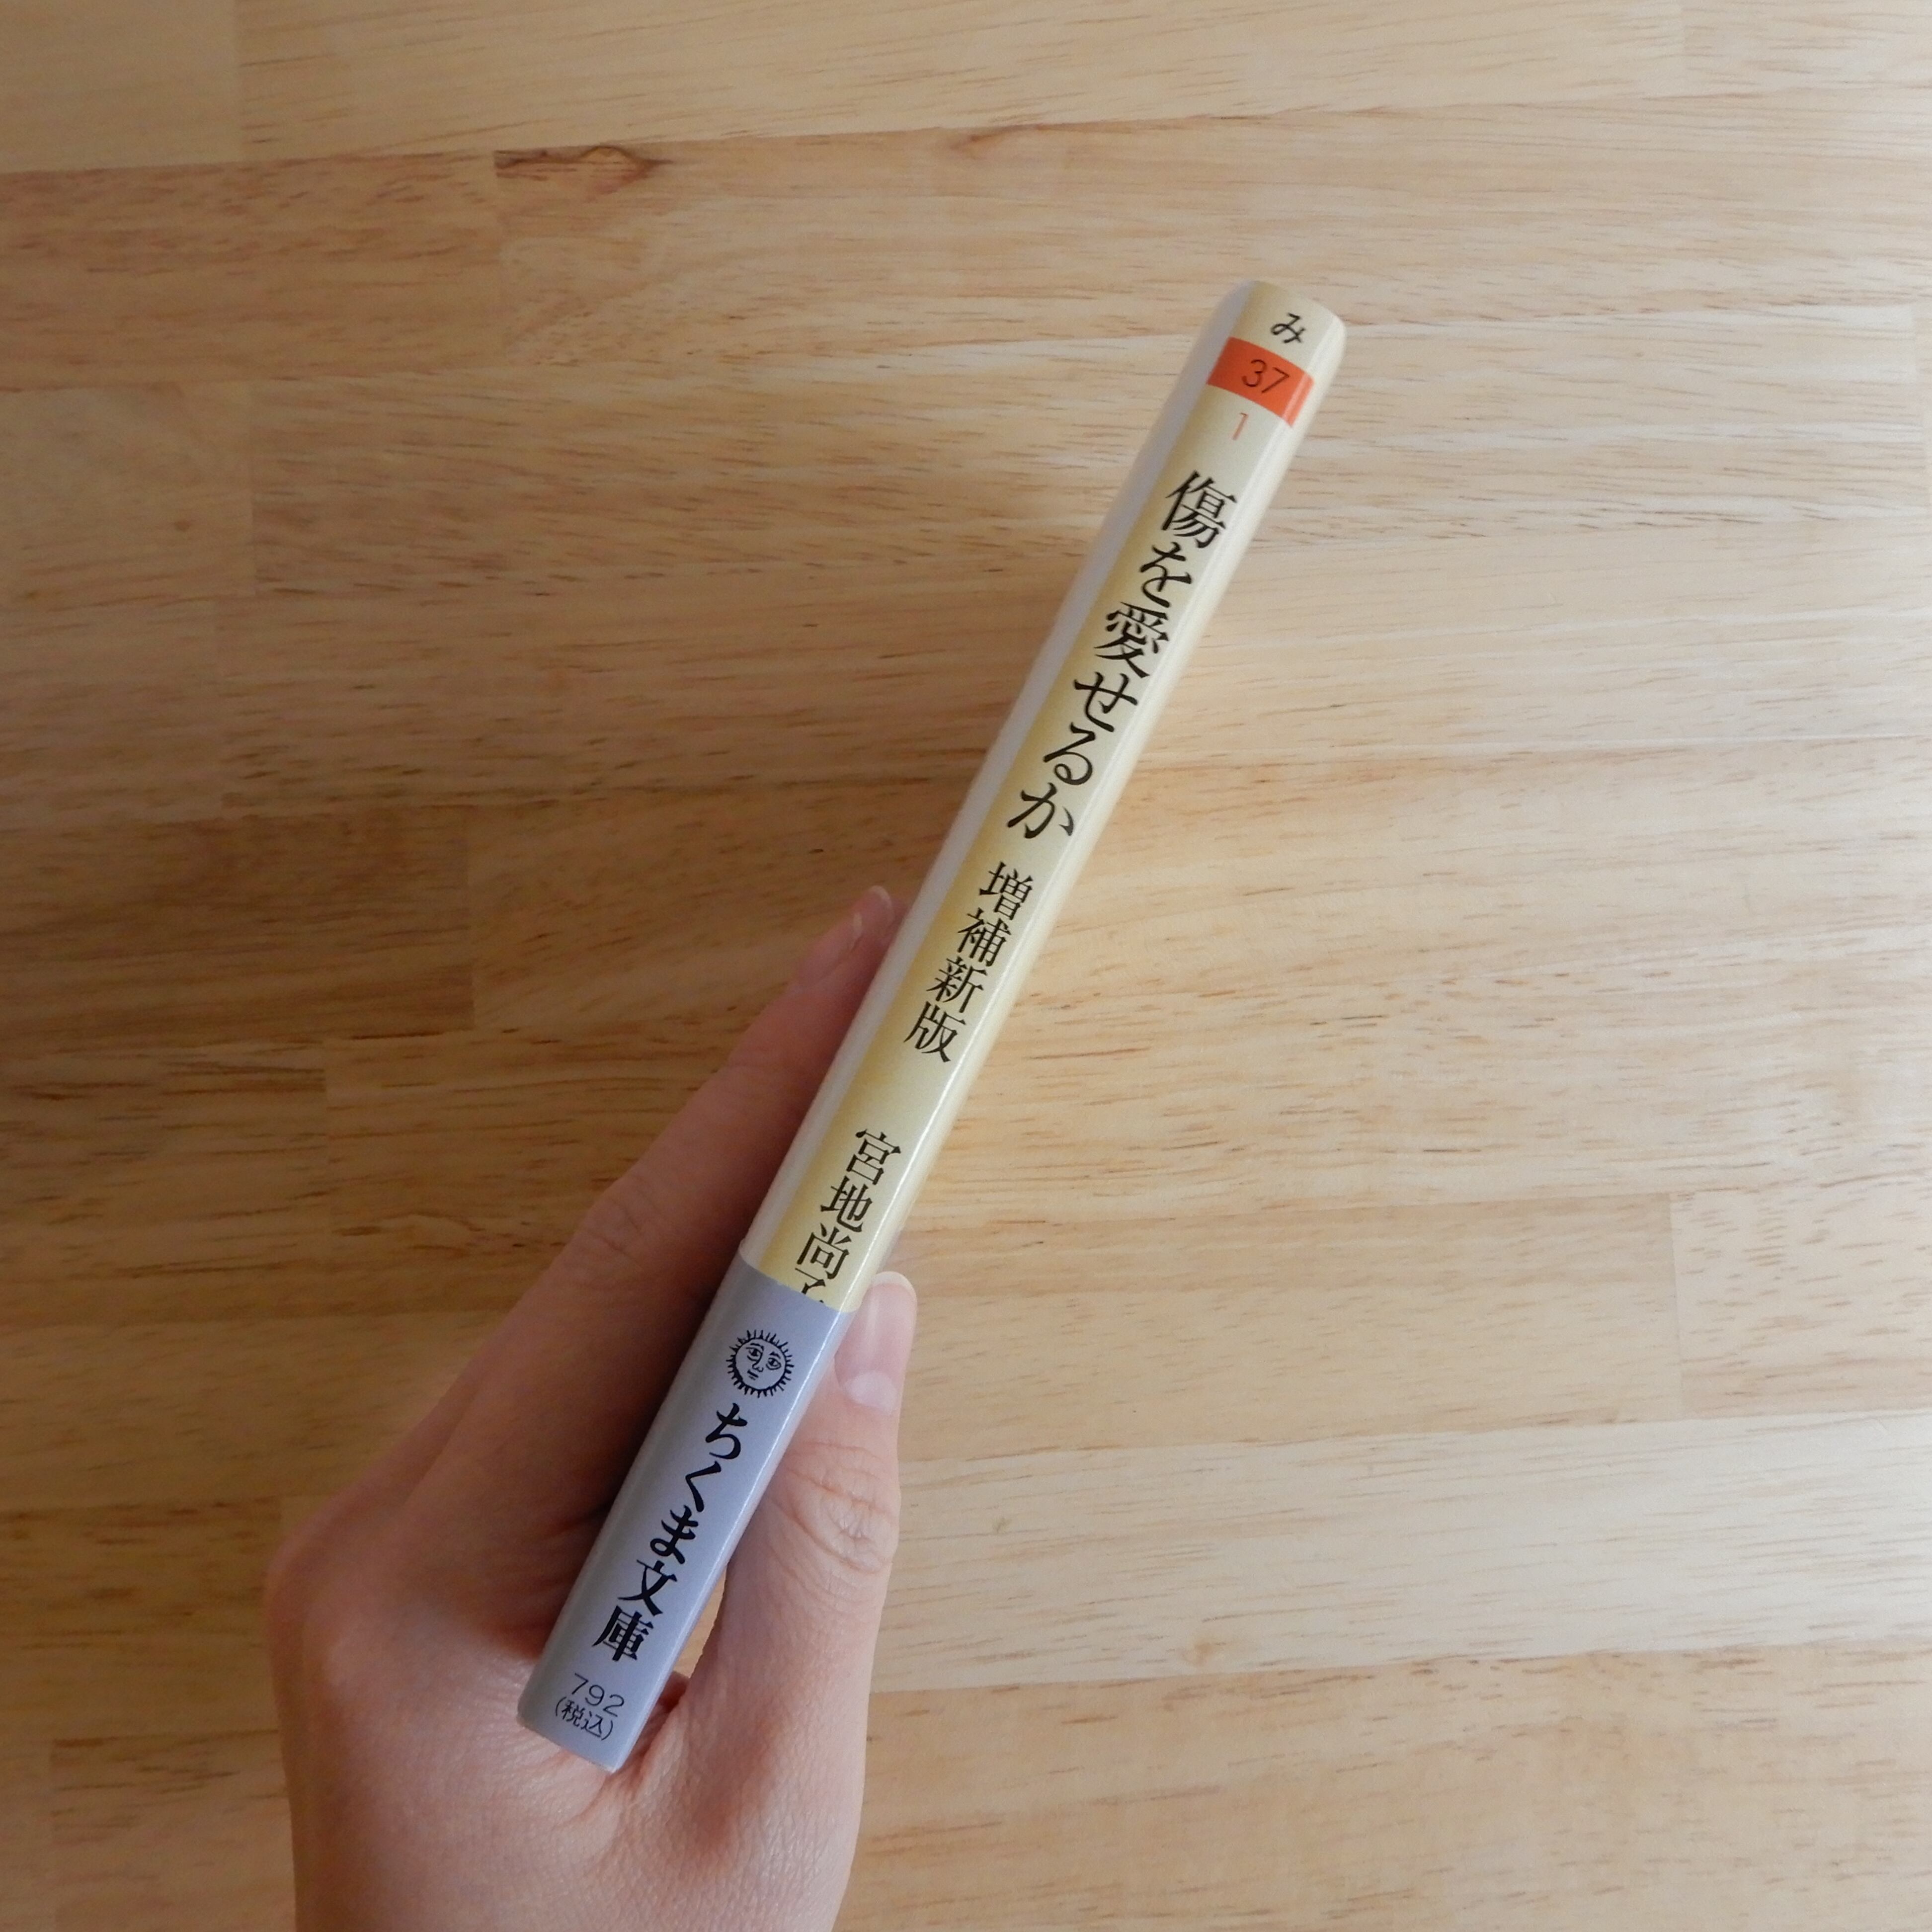 み
37
1
傷を愛せるか 増補新版
宮地尚子
ちくま文庫
792
(税込)